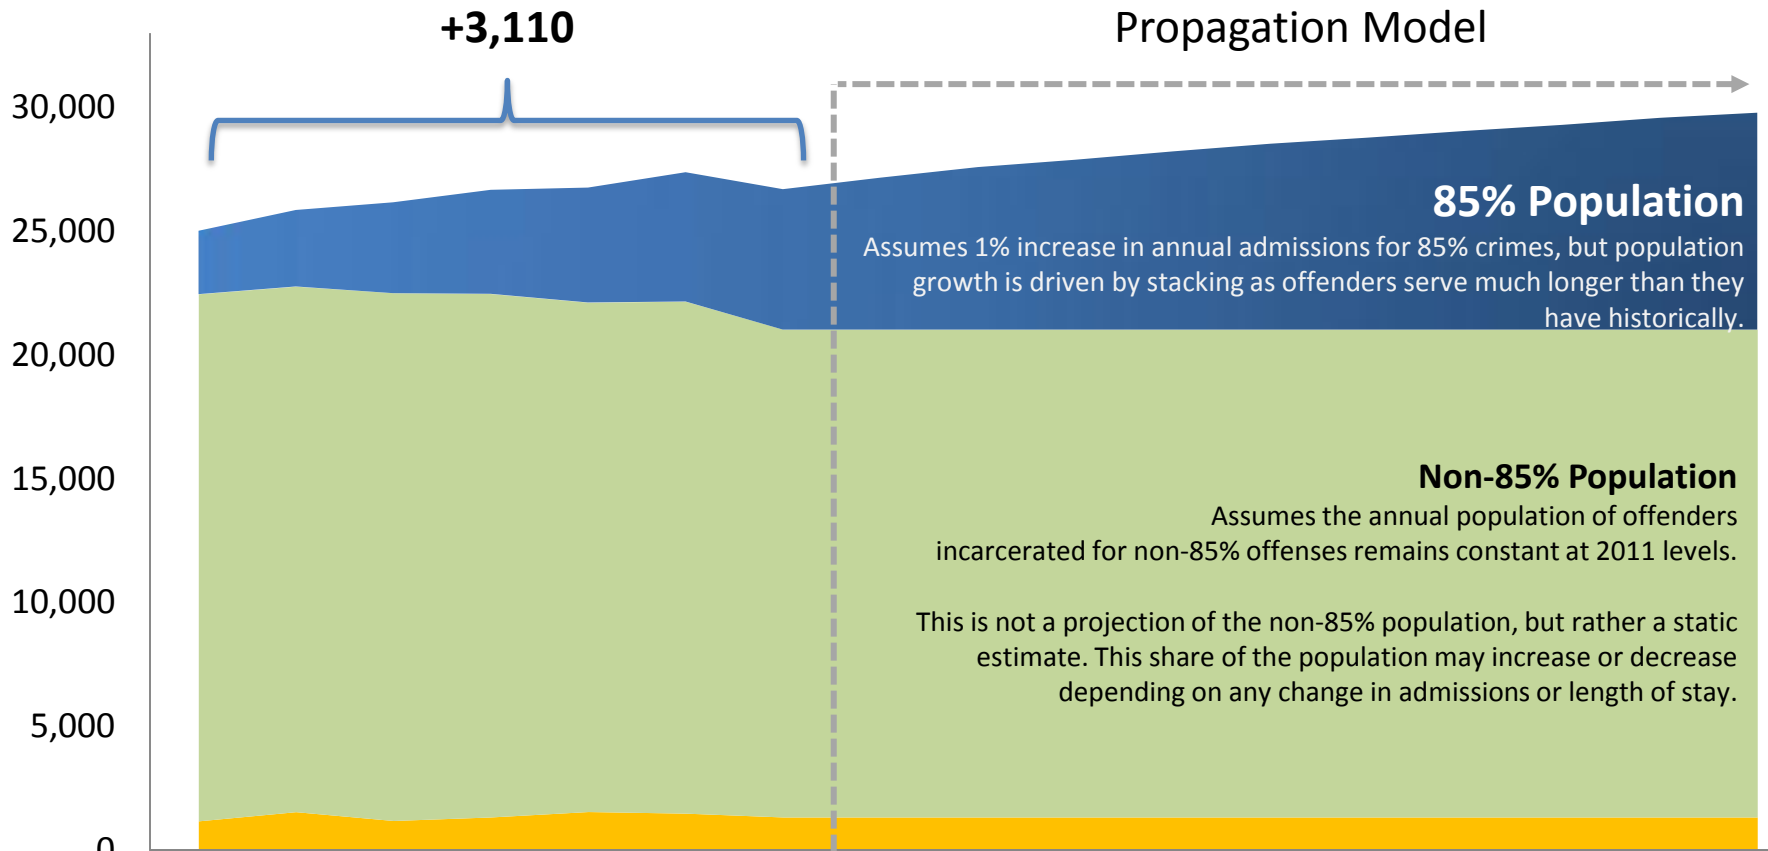 +3,110
Propagation Model
30,000
25,000
20,000
15,000
10,000
5,000
0
85% Population
Assumes 1% increase in annual admissions for 85% crimes, but population
growth is driven by stacking as offenders serve much longer than they
have historically.
Non-85% Population
Assumes the annual population of offenders
incarcerated for non-85% offenses remains constant at 2011 levels.
This is not a projection of the non-85% population, but rather a static
estimate. This share of the population may increase or decrease
depending on any change in admissions or length of stay.